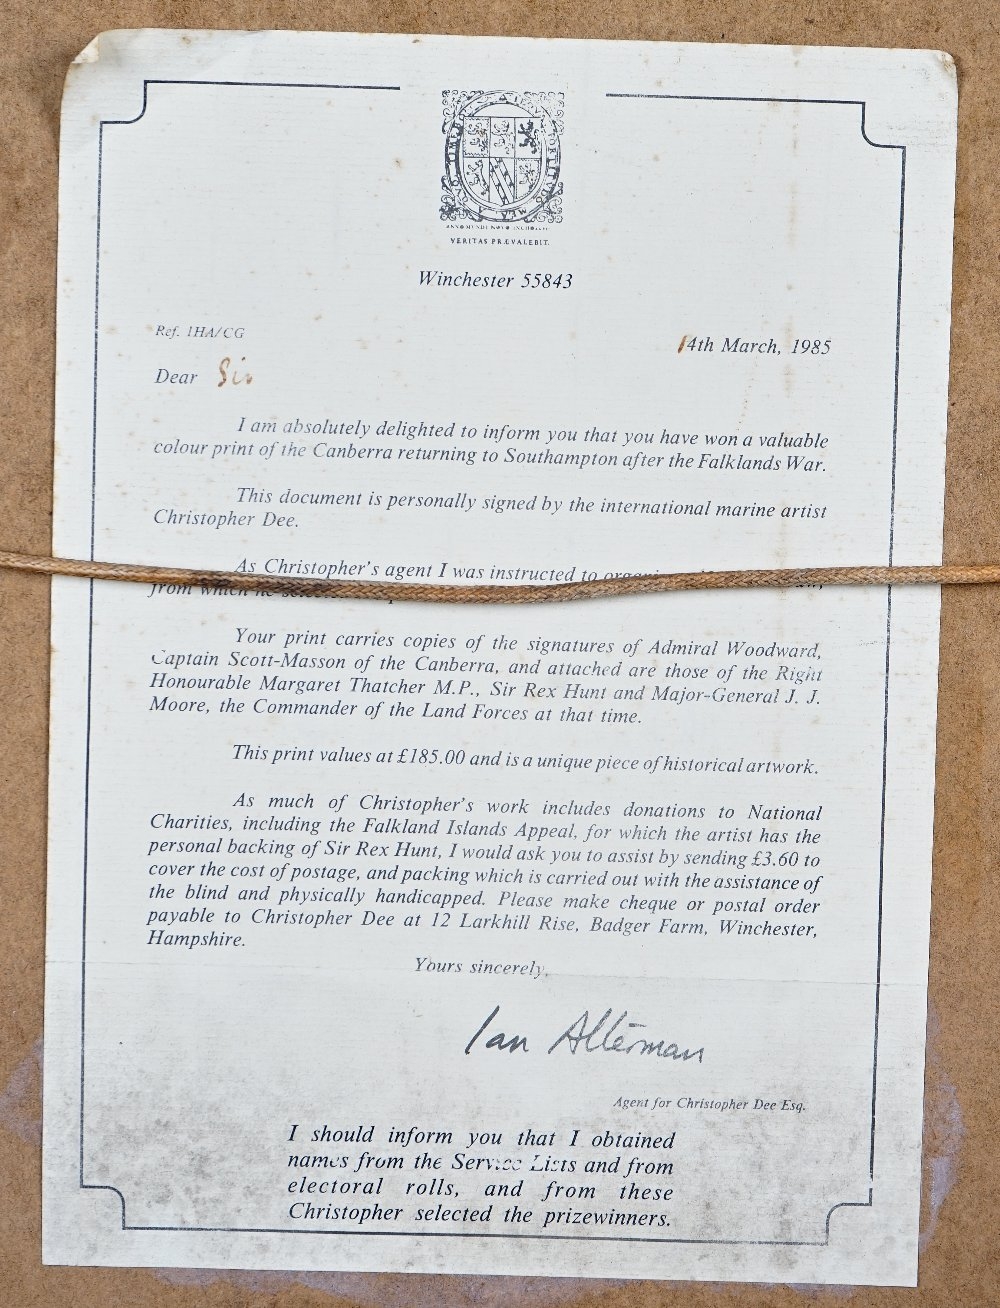 VERITAS PRÆVALEBIT.
Winchester 55843
Ref. IHA/CG
14th March, 1985
Dear Sir
I am absolutely delighted to inform you that you have won a valuable
colour print of the Canberra returning to Southampton after the Falklands War.
This document is personally signed by the international marine artist
Christopher Dee.
As Christopher's agent I was instructed to
from which he
Your print carries copies of the signatures of Admiral Woodward,
Captain Scott-Masson of the Canberra, and attached are those of the Right
Honourable Margaret Thatcher M.P., Sir Rex Hunt and Major-General J. J.
Moore, the Commander of the Land Forces at that time.
This print values at £185.00 and is a unique piece of historical artwork.
As much of Christopher's work includes donations to National
Charities, including the Falkland Islands Appeal, for which the artist has the
personal backing of Sir Rex Hunt, I would ask you to assist by sending £3.60 to
cover the cost of postage, and packing which is carried out with the assistance of
the blind and physically handicapped. Please make cheque or postal order
payable to Christopher Dee at 12 Larkhill Rise, Badger Farm, Winchester,
Hampshire.
Yours sincerely,
Ian Alterman
Agent for Christopher Dee Esq.
I should inform you that I obtained
names from the Service Lists and from
electoral rolls, and from these
Christopher selected the prizewinners.